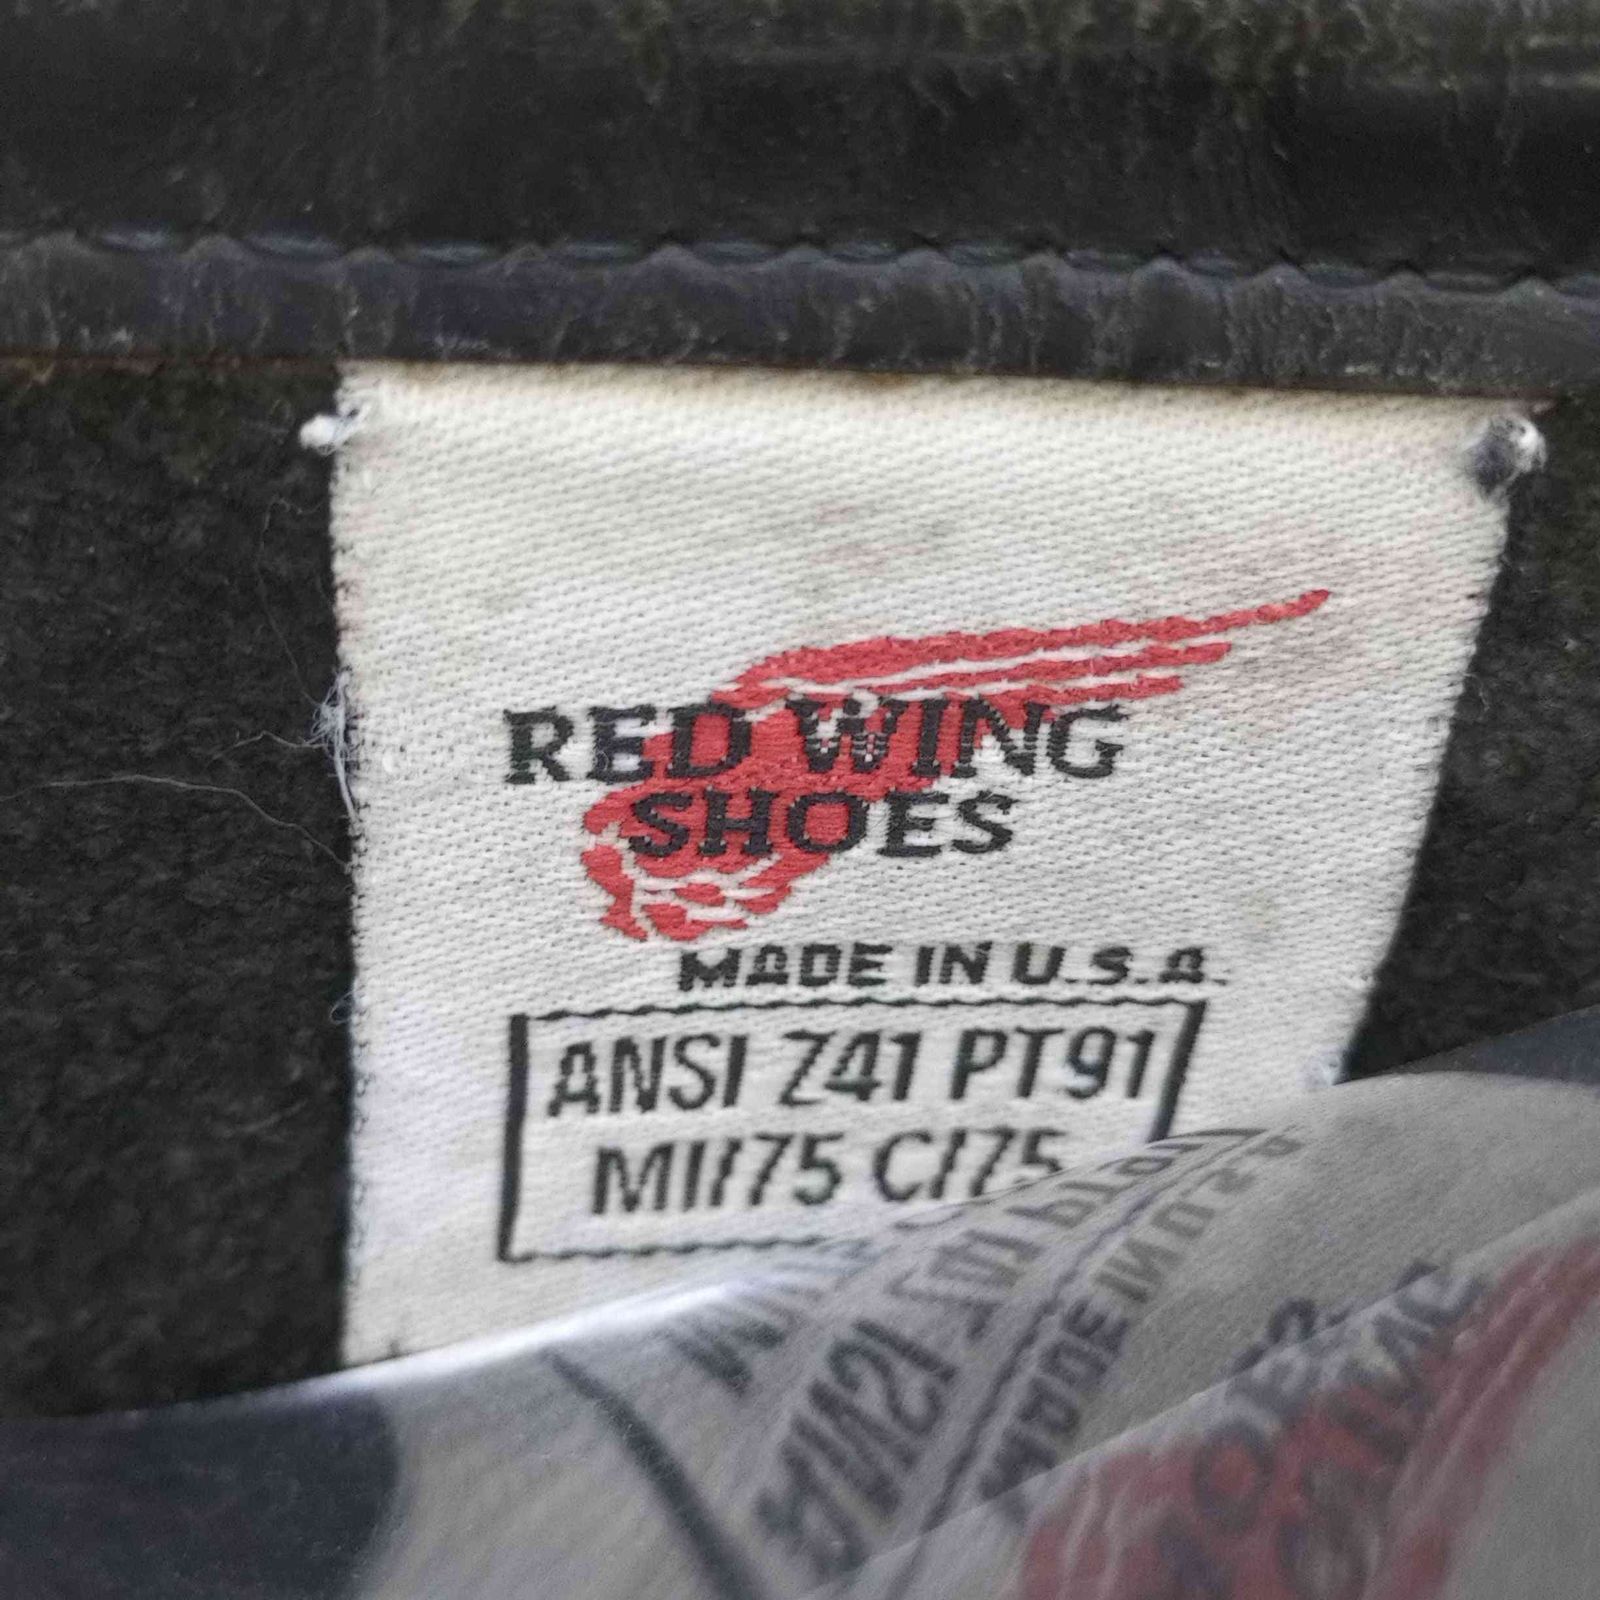 RED WING
SHOES
MADE IN U.S.A.
ANSI Z41 PT91
MI/75 C/75